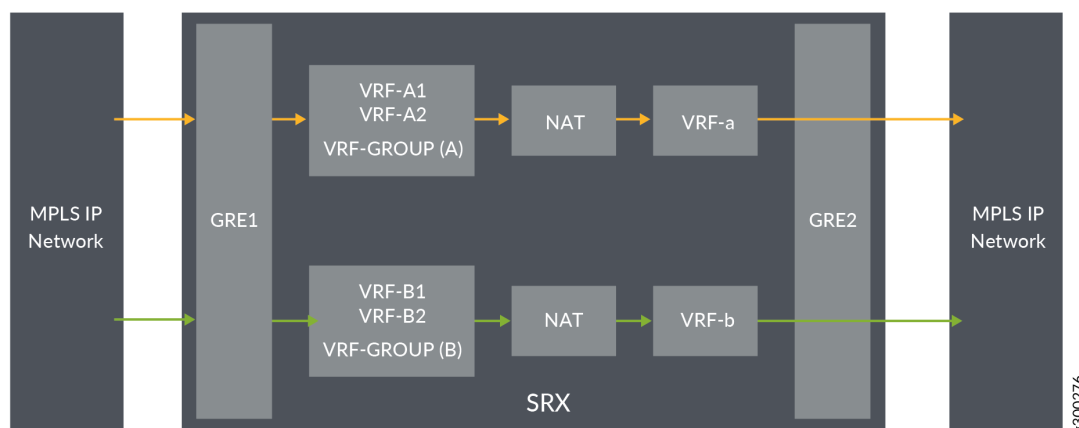 MPLS IP
Network
GRE1
VRF-A1
VRF-A2
VRF-GROUP (A)
NAT
VRF-a
VRF-B1
VRF-B2
VRF-GROUP (B)
NAT
VRF-b
GRE2
SRX
MPLS IP
Network